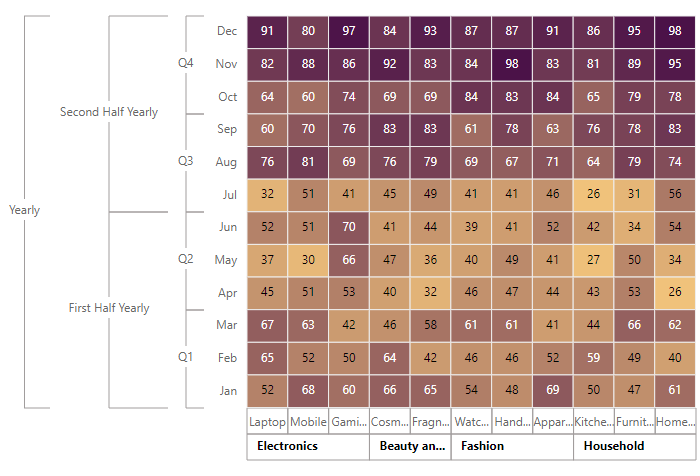 Dec 91 80 97 84 93 87 87 91 86 95 98
Q4 Nov 82 88 86 92 83 84 98 83 81 89 95
Oct 64 60 74 69 69 84 83 84 65 79 78
Second Half Yearly
Sep 60 70 76 83 83 61 78 63 76 78 83
Q3 Aug 76 81 69 76 79 69 67 71 64 79 74
Jul 32 51 41 45 49 41 41 46 26 31 56
Yearly
Jun 52 51 70 41 44 39 41 52 42 34 54
Q2 May 37 30 66 47 36 40 49 41 27 50 34
Apr 45 51 53 40 32 46 47 44 43 53 26
First Half Yearly
Mar 67 63 42 46 58 61 61 41 44 66 62
Q1 Feb 65 52 50 64 42 46 46 52 59 49 40
Jan 52 68 60 66 65 54 48 69 50 47 61
Laptop Mobile Gami... Cosm... Fragn... Watc... Hand... Appar... Kitche... Furnit... Home...
Electronics Beauty an... Fashion Household